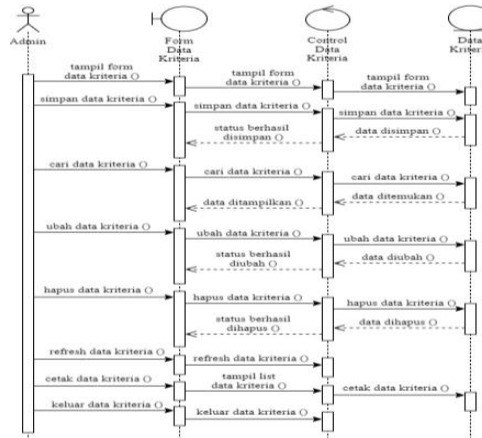 Admin
Form
Data
Kriteria
Control
Data
Kriteria
Data
Kriteria
tampil form
data kriteria ()
tampil form
data kriteria ()
tampil form
data kriteria ()
simpan data kriteria ()
simpan data kriteria ()
simpan data kriteria ()
status berhasil
disimpan ()
data disimpan ()
cari data kriteria ()
cari data kriteria ()
cari data kriteria ()
data ditampilkan ()
data ditemukan ()
ubah data kriteria ()
ubah data kriteria ()
ubah data kriteria ()
status berhasil
diubah ()
data diubah ()
hapus data kriteria ()
hapus data kriteria ()
hapus data kriteria ()
status berhasil
dihapus ()
data dihapus ()
refresh data kriteria ()
refresh data kriteria ()
cetak data kriteria ()
tampil list
data kriteria ()
cetak data kriteria ()
keluar data kriteria ()
keluar data kriteria ()